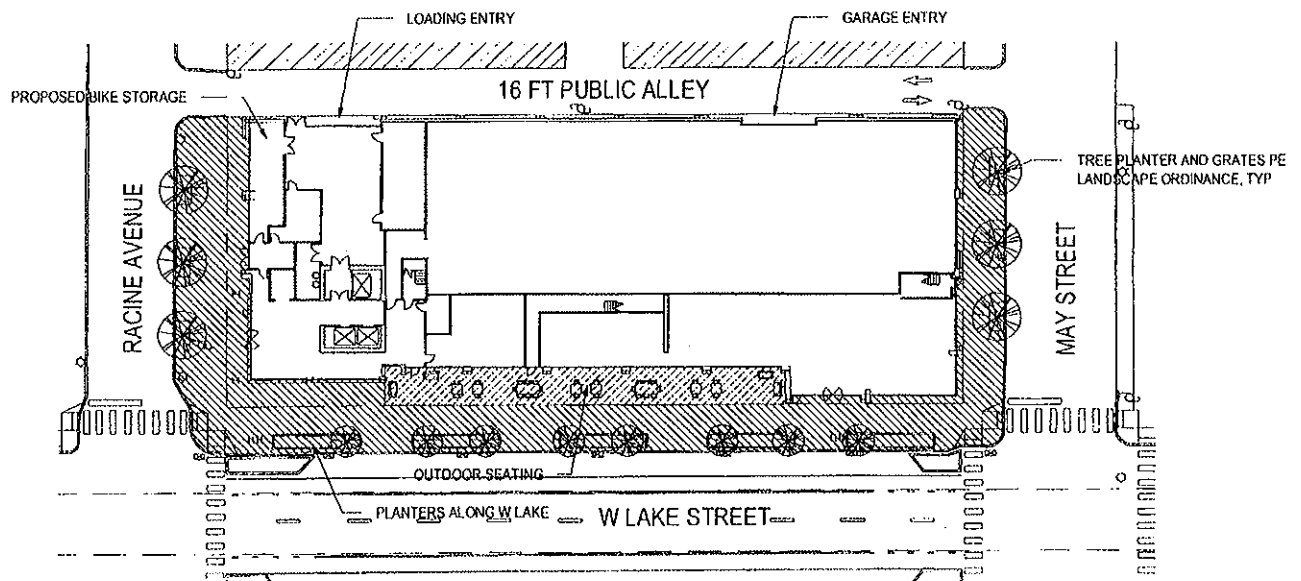 LOADING ENTRY
GARAGE ENTRY
PROPOSED BIKE STORAGE
16 FT PUBLIC ALLEY
TREE PLANTER AND GRATES PE
LANDSCAPE ORDINANCE, TYP
RACINE AVENUE
MAY STREET
OUTDOOR SEATING
PLANTERS ALONG W LAKE
W LAKE STREET